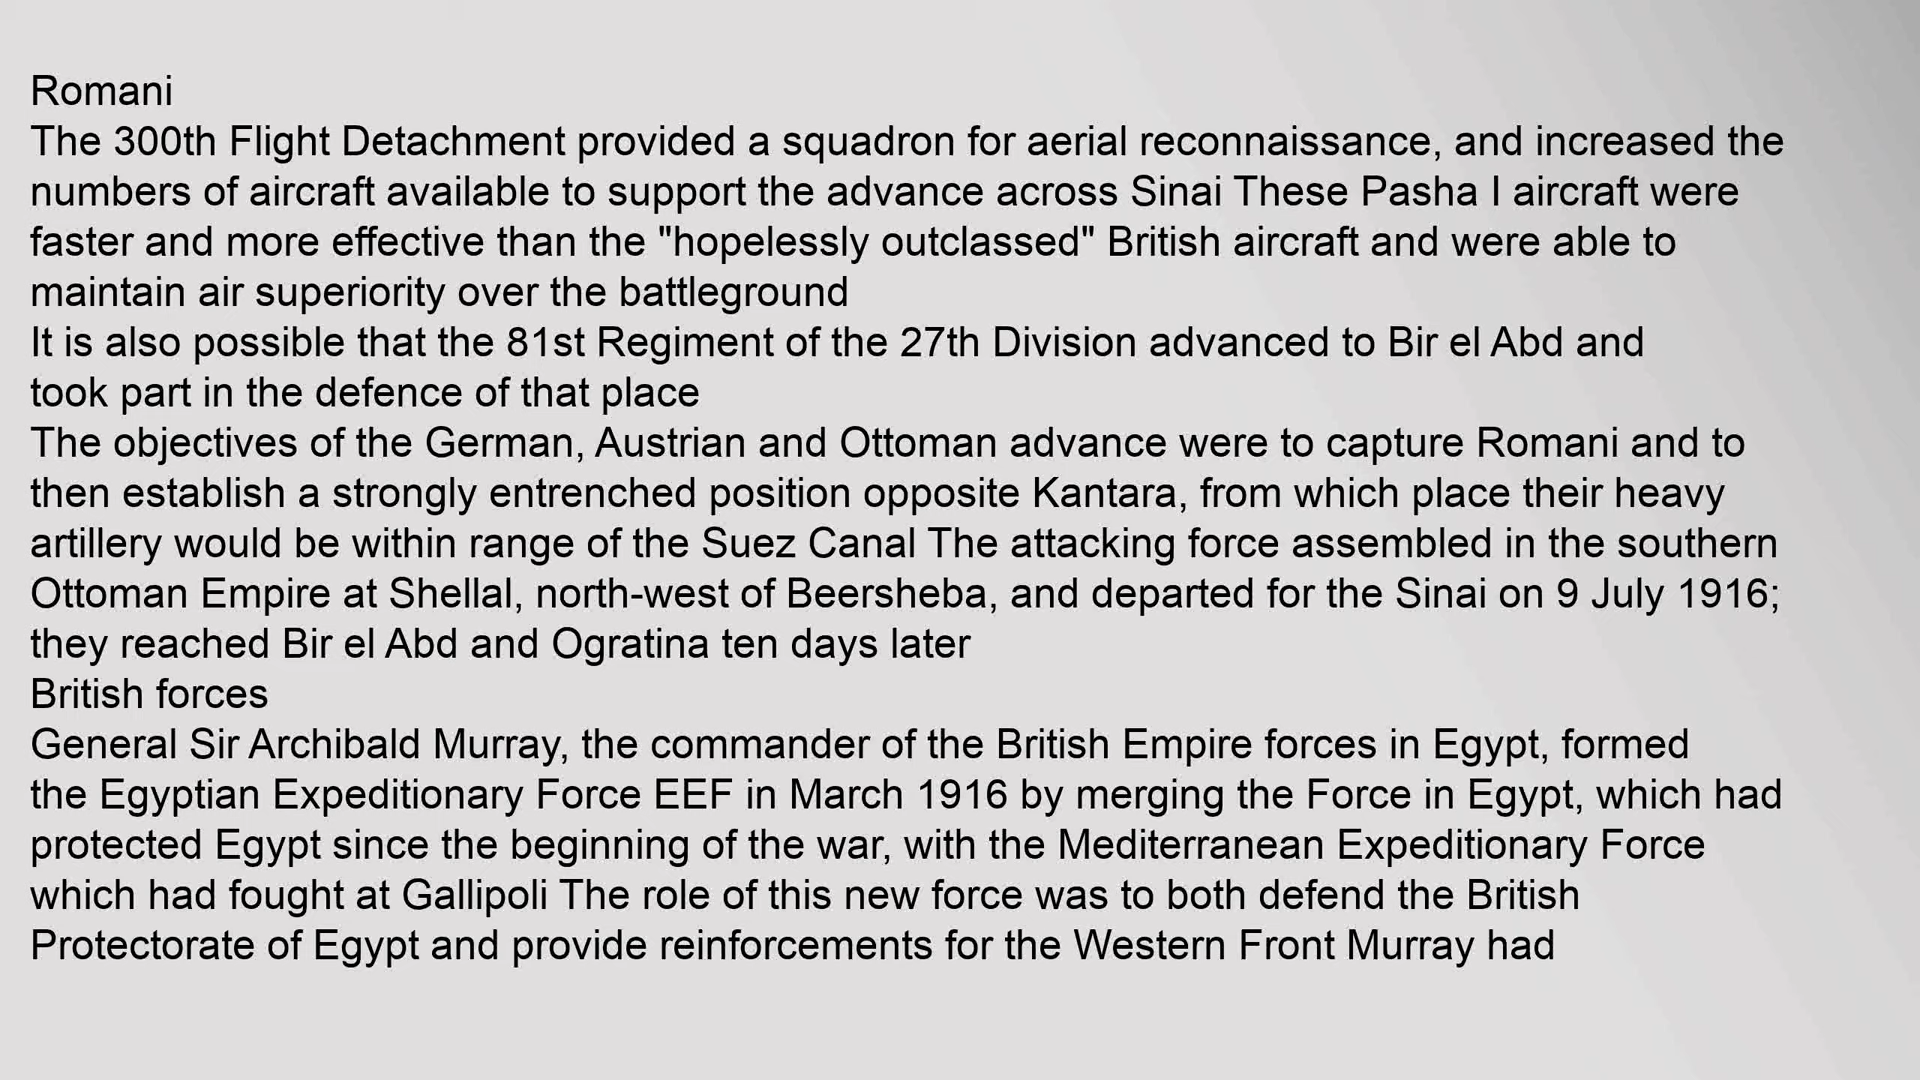 Romani
The 300th Flight Detachment provided a squadron for aerial reconnaissance, and increased the
numbers of aircraft available to support the advance across Sinai These Pasha I aircraft were
faster and more effective than the "hopelessly outclassed" British aircraft and were able to
maintain air superiority over the battleground
It is also possible that the 81st Regiment of the 27th Division advanced to Bir el Abd and
took part in the defence of that place
The objectives of the German, Austrian and Ottoman advance were to capture Romani and to
then establish a strongly entrenched position opposite Kantara, from which place their heavy
artillery would be within range of the Suez Canal The attacking force assembled in the southern
Ottoman Empire at Shellal, north-west of Beersheba, and departed for the Sinai on 9 July 1916;
they reached Bir el Abd and Ogratina ten days later
British forces
General Sir Archibald Murray, the commander of the British Empire forces in Egypt, formed
the Egyptian Expeditionary Force EEF in March 1916 by merging the Force in Egypt, which had
protected Egypt since the beginning of the war, with the Mediterranean Expeditionary Force
which had fought at Gallipoli The role of this new force was to both defend the British
Protectorate of Egypt and provide reinforcements for the Western Front Murray had